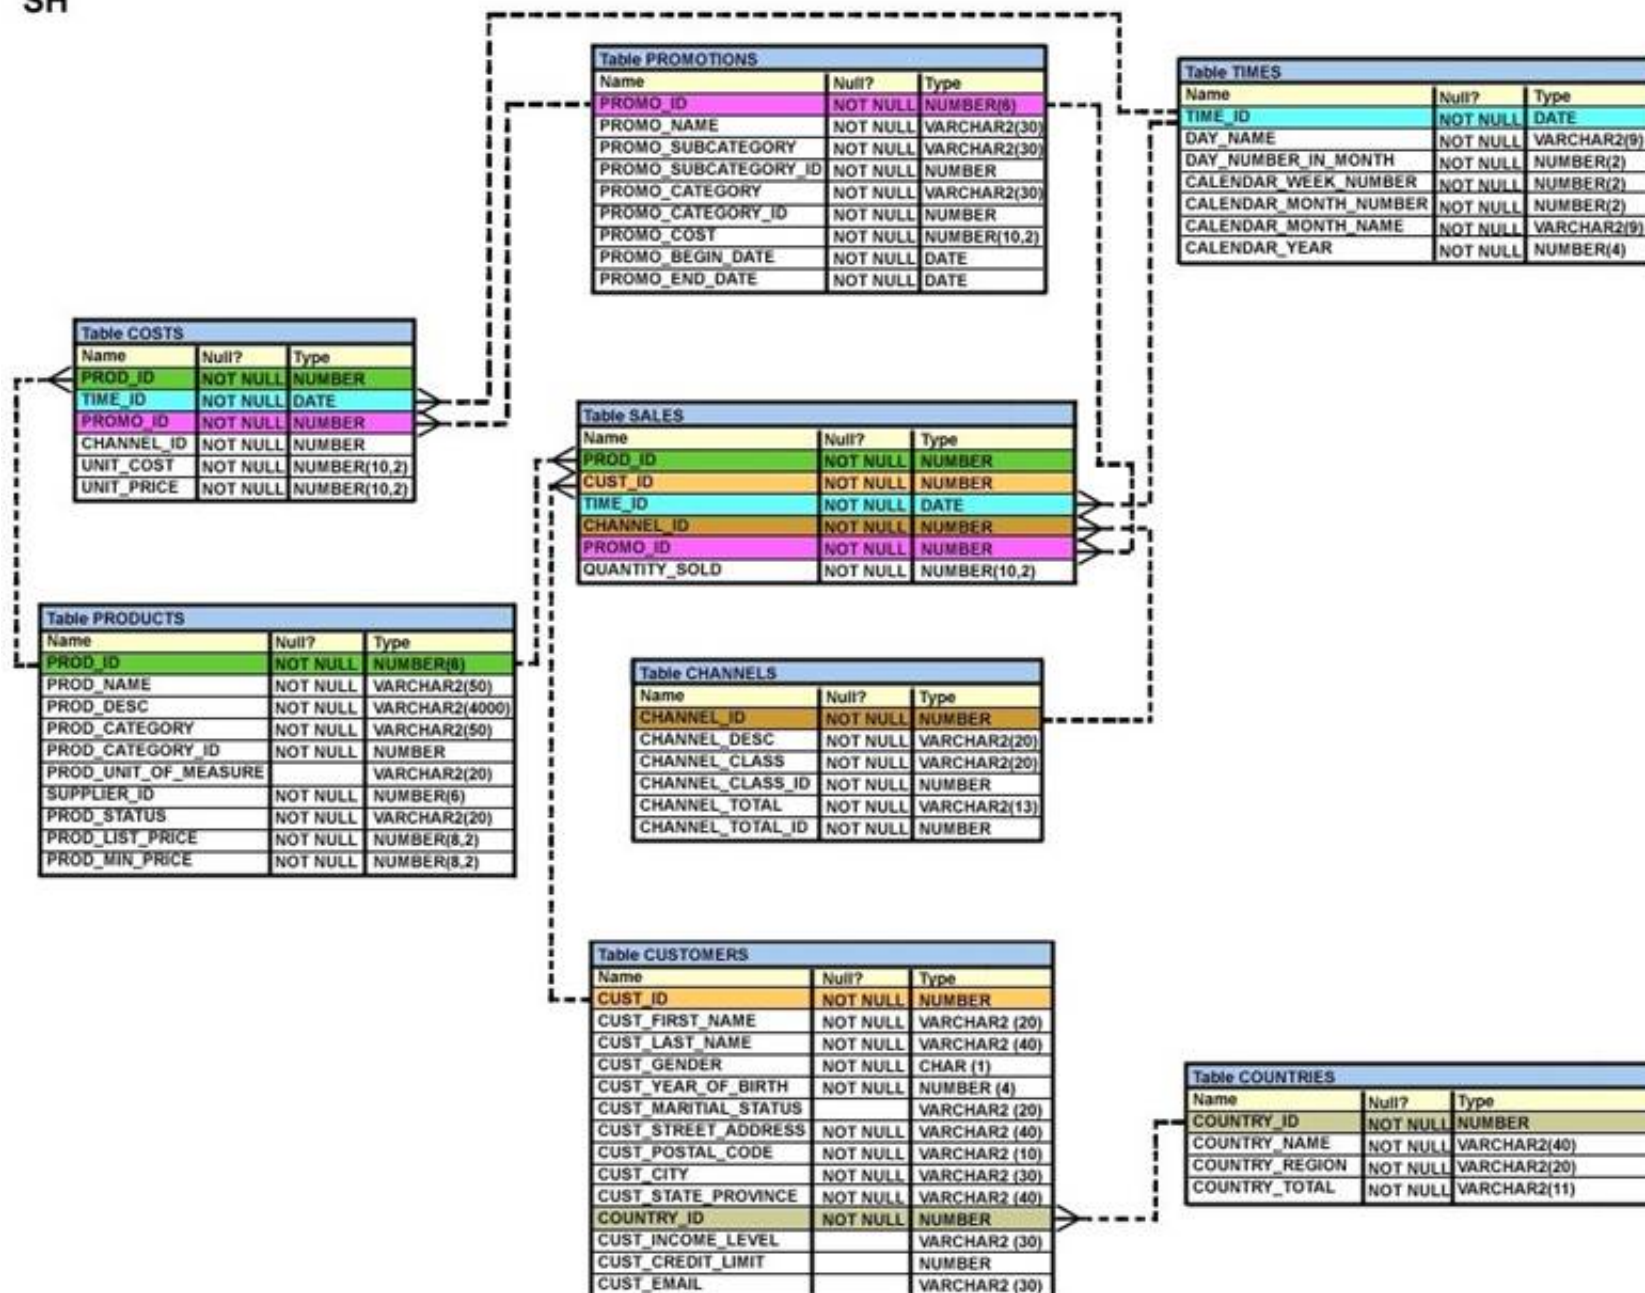 SH
Table PROMOTIONS
Name Null? Type
PROMO_ID NOT NULL NUMBER(6)
PROMO_NAME NOT NULL VARCHAR2(30)
PROMO_SUBCATEGORY NOT NULL VARCHAR2(30)
PROMO_SUBCATEGORY_ID NOT NULL NUMBER
PROMO_CATEGORY NOT NULL VARCHAR2(30)
PROMO_CATEGORY_ID NOT NULL NUMBER
PROMO_COST NOT NULL NUMBER(10,2)
PROMO_BEGIN_DATE NOT NULL DATE
PROMO_END_DATE NOT NULL DATE
Table TIMES
Name Null? Type
TIME_ID NOT NULL DATE
DAY_NAME NOT NULL VARCHAR2(9)
DAY_NUMBER_IN_MONTH NOT NULL NUMBER(2)
CALENDAR_WEEK_NUMBER NOT NULL NUMBER(2)
CALENDAR_MONTH_NUMBER NOT NULL NUMBER(2)
CALENDAR_MONTH_NAME NOT NULL VARCHAR2(9)
CALENDAR_YEAR NOT NULL NUMBER(4)
Table COSTS
Name Null? Type
PROD_ID NOT NULL NUMBER
TIME_ID NOT NULL DATE
PROMO_ID NOT NULL NUMBER
CHANNEL_ID NOT NULL NUMBER
UNIT_COST NOT NULL NUMBER(10,2)
UNIT_PRICE NOT NULL NUMBER(10,2)
Table SALES
Name Null? Type
PROD_ID NOT NULL NUMBER
CUST_ID NOT NULL NUMBER
TIME_ID NOT NULL DATE
CHANNEL_ID NOT NULL NUMBER
PROMO_ID NOT NULL NUMBER
QUANTITY_SOLD NOT NULL NUMBER(10,2)
Table PRODUCTS
Name Null? Type
PROD_ID NOT NULL NUMBER(6)
PROD_NAME NOT NULL VARCHAR2(50)
PROD_DESC NOT NULL VARCHAR2(4000)
PROD_CATEGORY NOT NULL VARCHAR2(50)
PROD_CATEGORY_ID NOT NULL NUMBER
PROD_UNIT_OF_MEASURE VARCHAR2(20)
SUPPLIER_ID NOT NULL NUMBER(6)
PROD_STATUS NOT NULL VARCHAR2(20)
PROD_LIST_PRICE NOT NULL NUMBER(8,2)
PROD_MIN_PRICE NOT NULL NUMBER(8,2)
Table CHANNELS
Name Null? Type
CHANNEL_ID NOT NULL NUMBER
CHANNEL_DESC NOT NULL VARCHAR2(20)
CHANNEL_CLASS NOT NULL VARCHAR2(20)
CHANNEL_CLASS_ID NOT NULL NUMBER
CHANNEL_TOTAL NOT NULL VARCHAR2(13)
CHANNEL_TOTAL_ID NOT NULL NUMBER
Table CUSTOMERS
Name Null? Type
CUST_ID NOT NULL NUMBER
CUST_FIRST_NAME NOT NULL VARCHAR2 (20)
CUST_LAST_NAME NOT NULL VARCHAR2 (40)
CUST_GENDER NOT NULL CHAR (1)
CUST_YEAR_OF_BIRTH NOT NULL NUMBER (4)
CUST_MARITIAL_STATUS VARCHAR2 (20)
CUST_STREET_ADDRESS NOT NULL VARCHAR2 (40)
CUST_POSTAL_CODE NOT NULL VARCHAR2 (10)
CUST_CITY NOT NULL VARCHAR2 (30)
CUST_STATE_PROVINCE NOT NULL VARCHAR2 (40)
COUNTRY_ID NOT NULL NUMBER
CUST_INCOME_LEVEL VARCHAR2 (30)
CUST_CREDIT_LIMIT NUMBER
CUST_EMAIL VARCHAR2 (30)
Table COUNTRIES
Name Null? Type
COUNTRY_ID NOT NULL NUMBER
COUNTRY_NAME NOT NULL VARCHAR2(40)
COUNTRY_REGION NOT NULL VARCHAR2(20)
COUNTRY_TOTAL NOT NULL VARCHAR2(11)